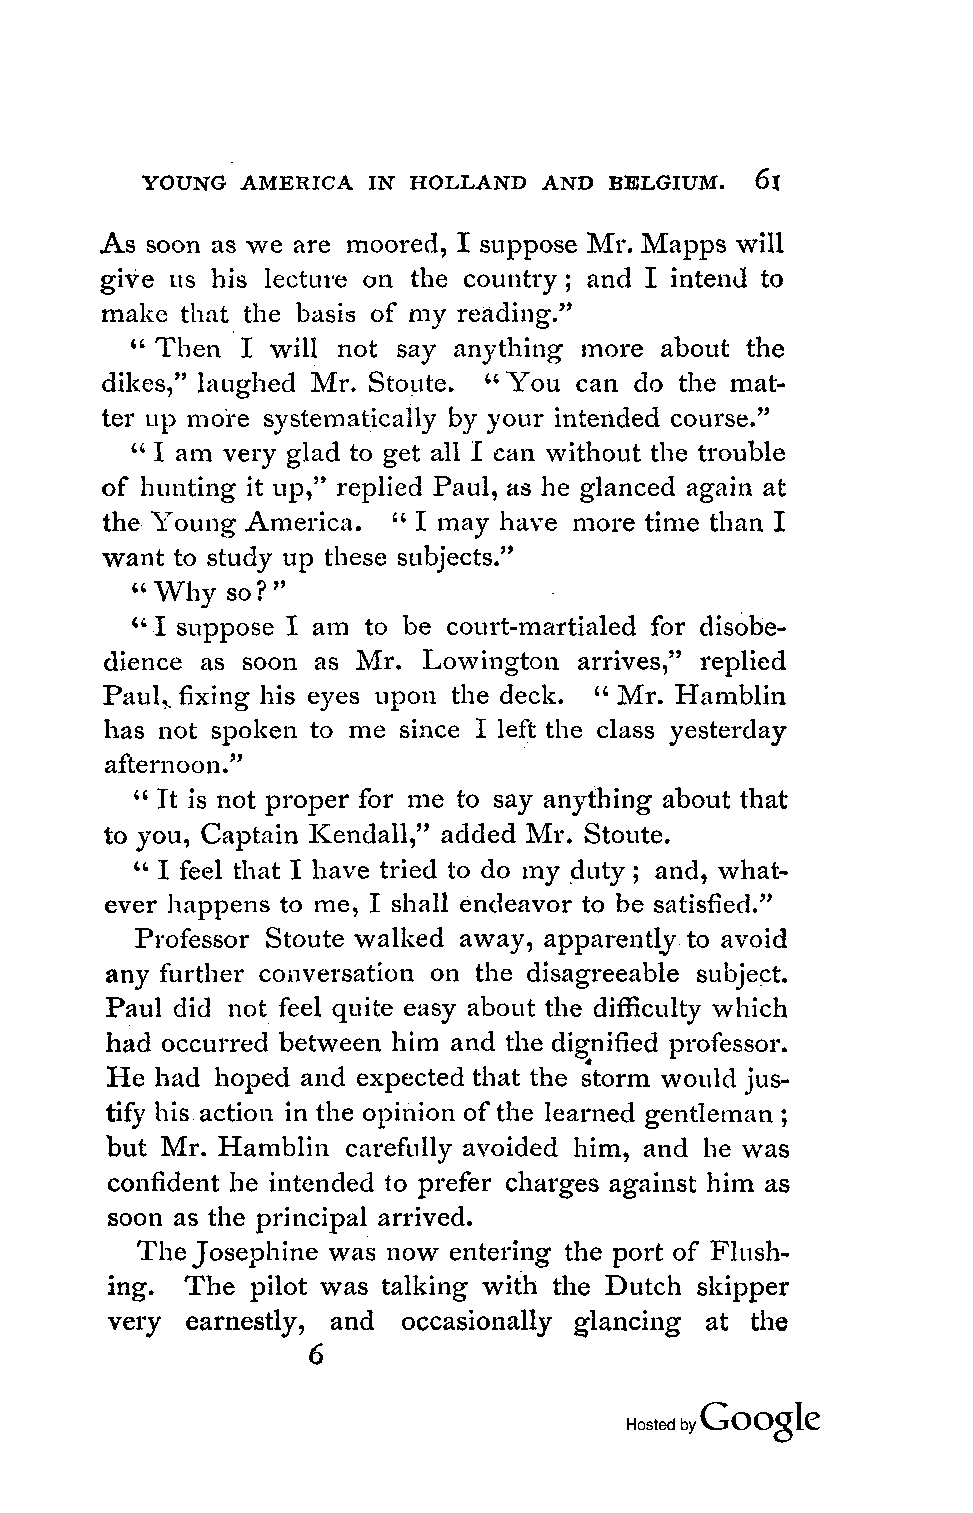 YOUNG AMERICA IN HOLLAND AND BELGIUM. 61
As soon as we are moored, I suppose Mr. Mapps will
give us his lecture on the country; and I intend to
make that the basis of my reading."
"Then I will not say anything more about the
dikes," laughed Mr. Stoute. "You can do the mat-
ter up more systematically by your intended course."
"I am very glad to get all I can without the trouble
of hunting it up," replied Paul, as he glanced again at
the Young America. "I may have more time than I
want to study up these subjects."
"Why so?"
"I suppose I am to be court-martialed for disobe-
dience as soon as Mr. Lowington arrives," replied
Paul, fixing his eyes upon the deck. "Mr. Hamblin
has not spoken to me since I left the class yesterday
afternoon."
"It is not proper for me to say anything about that
to you, Captain Kendall," added Mr. Stoute.
"I feel that I have tried to do my duty; and, what-
ever happens to me, I shall endeavor to be satisfied."
Professor Stoute walked away, apparently to avoid
any further conversation on the disagreeable subject.
Paul did not feel quite easy about the difficulty which
had occurred between him and the dignified professor.
He had hoped and expected that the storm would jus-
tify his action in the opinion of the learned gentleman;
but Mr. Hamblin carefully avoided him, and he was
confident he intended to prefer charges against him as
soon as the principal arrived.
The Josephine was now entering the port of Flush-
ing. The pilot was talking with the Dutch skipper
very earnestly, and occasionally glancing at the
6
Hosted by Google